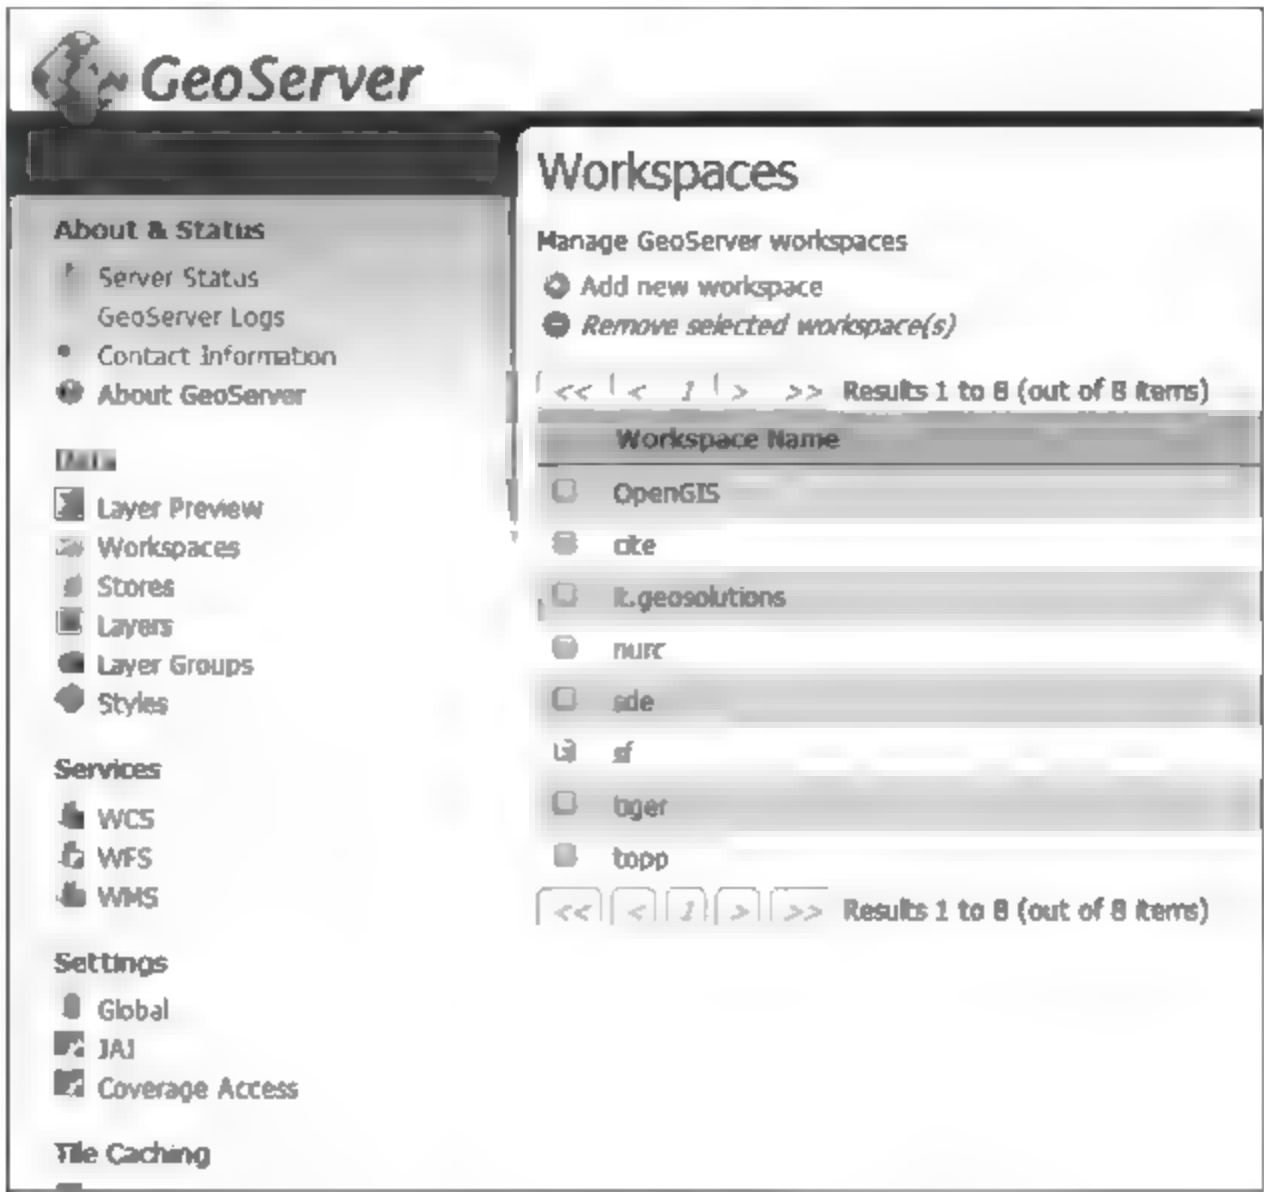 GeoServer
About & Status
Server Status
GeoServer Logs
Contact Information
About GeoServer
Data
Layer Preview
Workspaces
Stores
Layers
Layer Groups
Styles
Services
WCS
WFS
WMS
Settings
Global
JAI
Coverage Access
Tile Caching
Workspaces
Manage GeoServer workspaces
Add new workspace
Remove selected workspace(s)
<< < 1 > >> Results 1 to 8 (out of 8 items)
Workspace Name
OpenGIS
cite
it.geosolutions
nurc
sde
sf
tiger
topp
<< < 1 > >> Results 1 to 8 (out of 8 items)